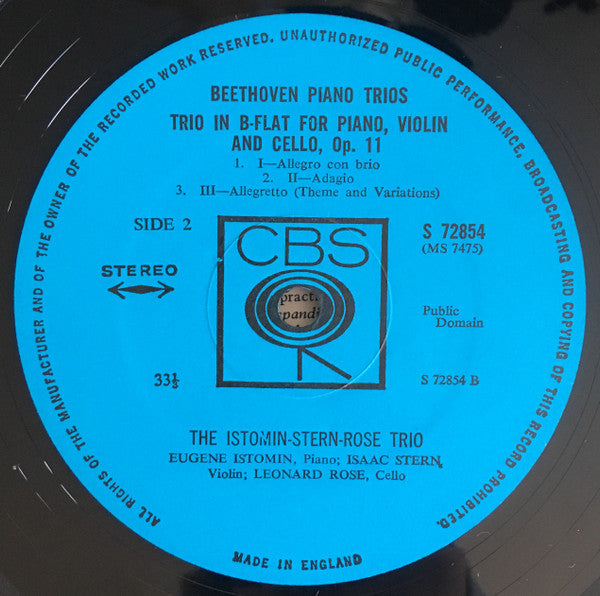 ALL RIGHTS OF THE MANUFACTURER AND OF THE OWNER OF THE RECORDED WORK RESERVED. UNAUTHORIZED PUBLIC PERFORMANCE, BROADCASTING AND COPYING OF THIS RECORD PROHIBITED.
BEETHOVEN PIANO TRIOS
TRIO IN B-FLAT FOR PIANO, VIOLIN
AND CELLO, Op. 11
1. I—Allegro con brio
2. II—Adagio
3. III—Allegretto (Theme and Variations)
SIDE 2
CBS
S 72854
(MS 7475)
STEREO
practi
pandi
Public
Domain
33⅓
S 72854 B
THE ISTOMIN-STERN-ROSE TRIO
EUGENE ISTOMIN, Piano; ISAAC STERN,
Violin; LEONARD ROSE, Cello
MADE IN ENGLAND